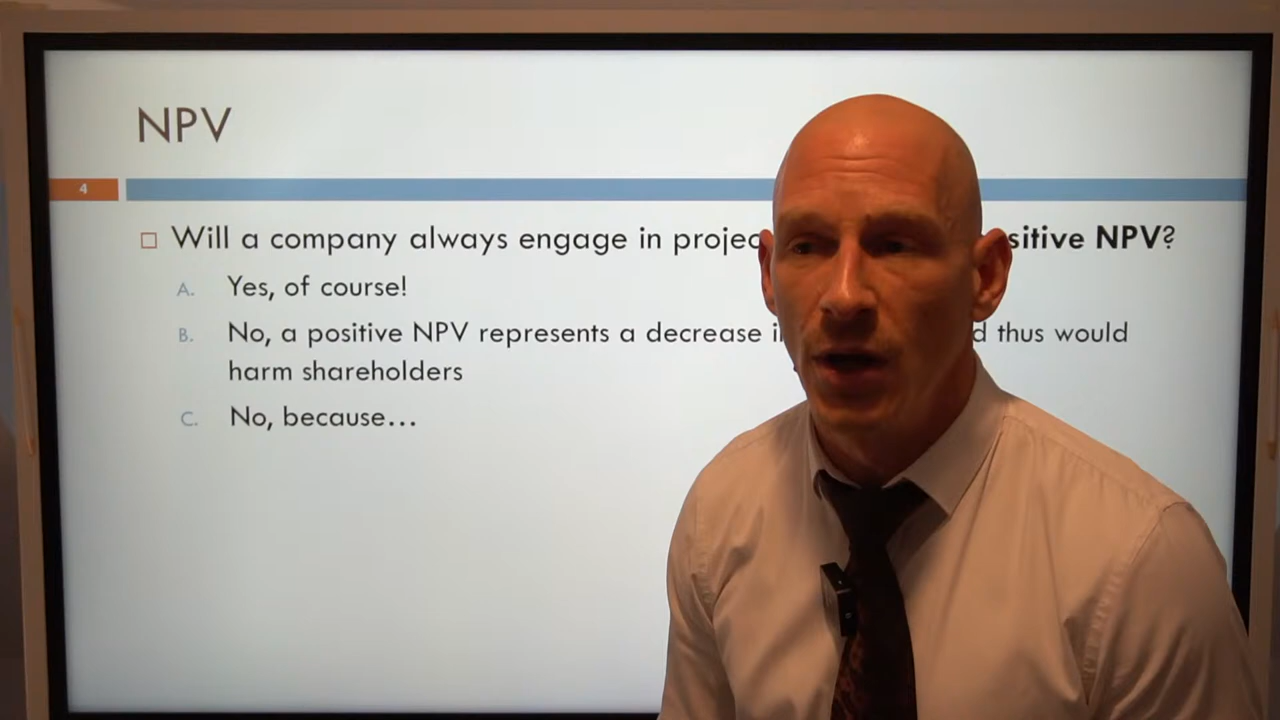 NPV
4
Will a company always engage in sitive NPV?
A. Yes, of course!
B. No, a positive NPV represents a decrease thus would
harm shareholders
C. No, because...